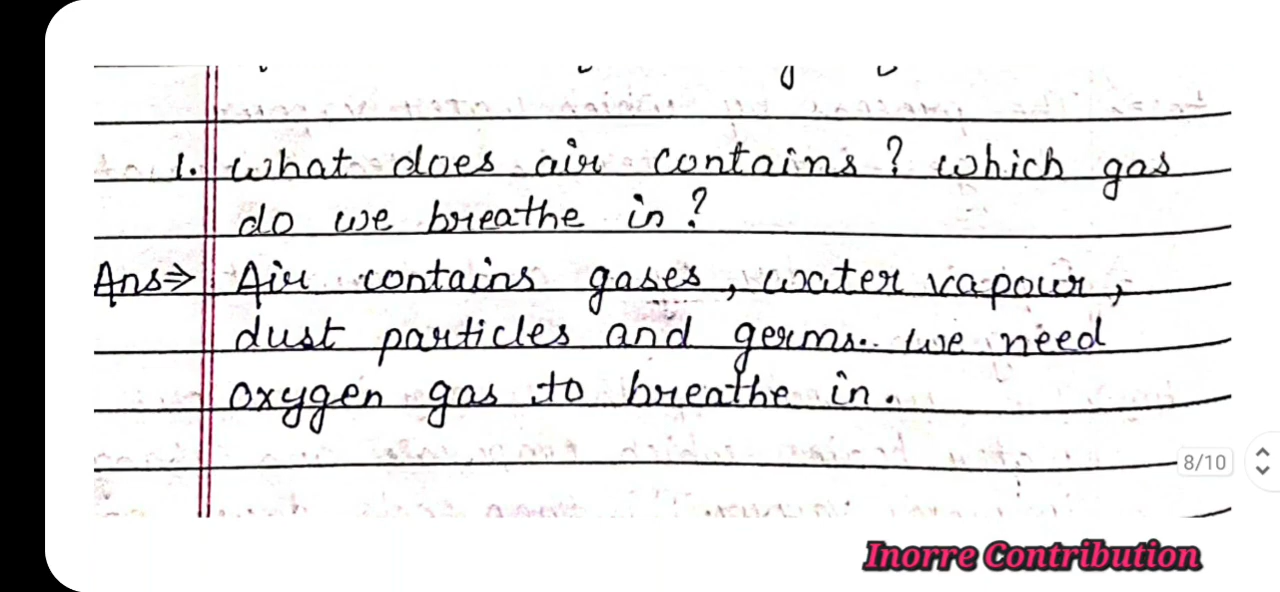 1. What does air contains ? Which gas
do we breathe in ?
Ans⇒ Air contains gases, water vapour,
dust particles and germs. We need
oxygen gas to breathe in.
8/10
Inorre Contribution